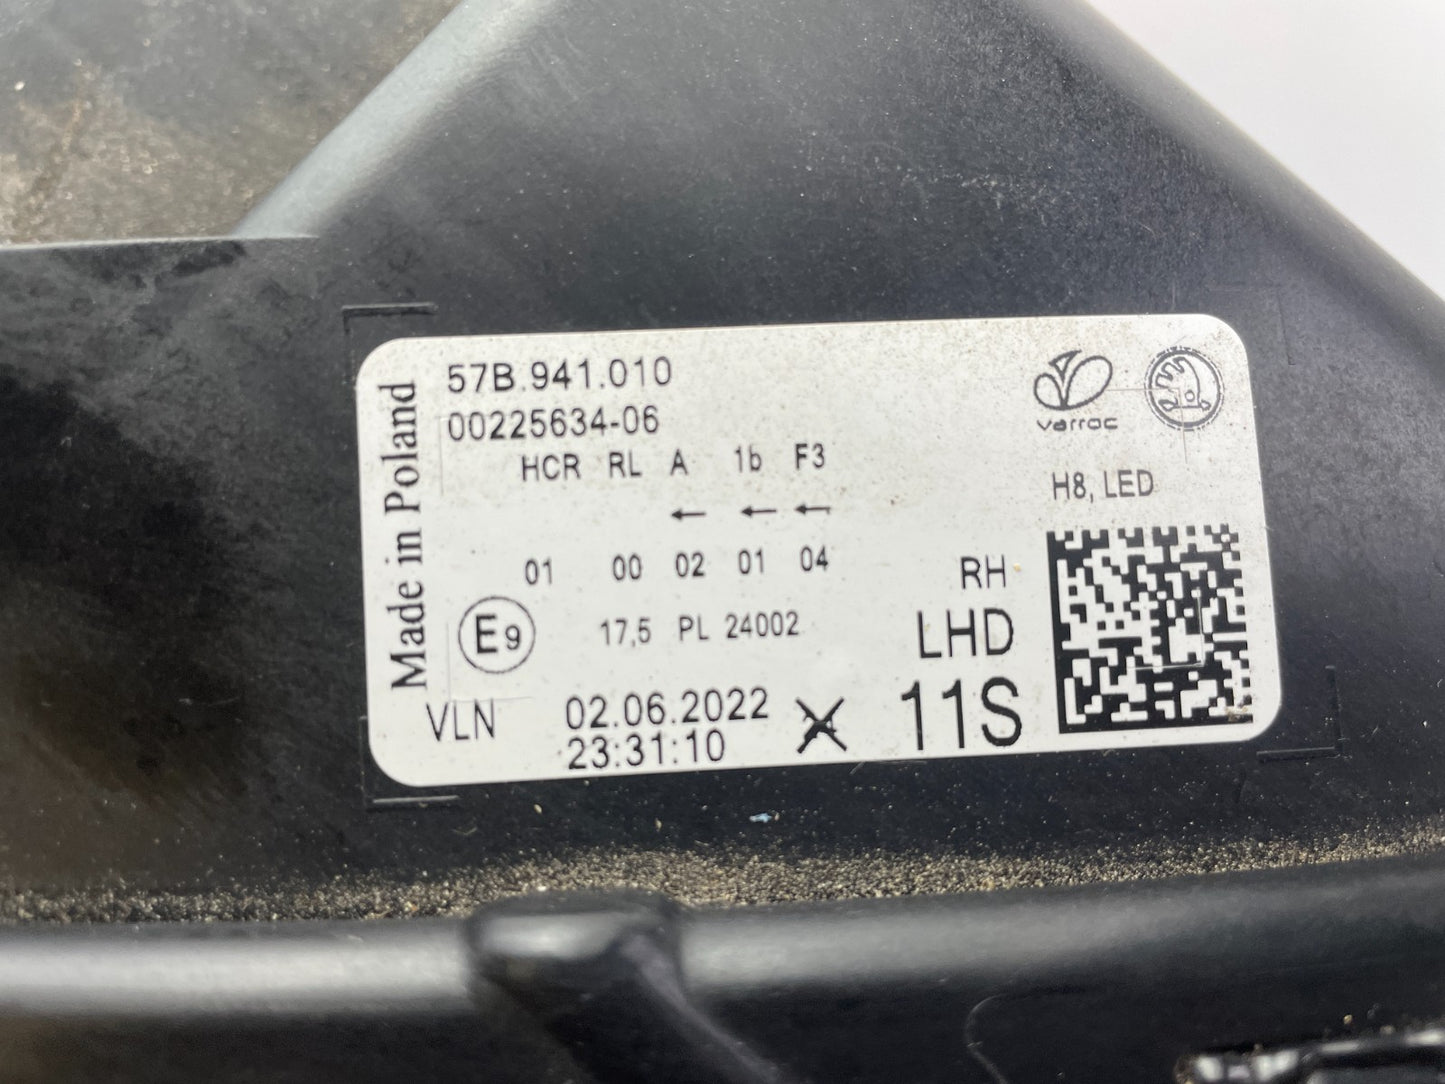 Made in Poland
57B.941.010
00225634-06
varroc
HCR RL A 1b F3
H8, LED
← ← ←
01 00 02 01 04
RH
E9
17,5 PL 24002
LHD
VLN
02.06.2022
23:31:10
X
11S